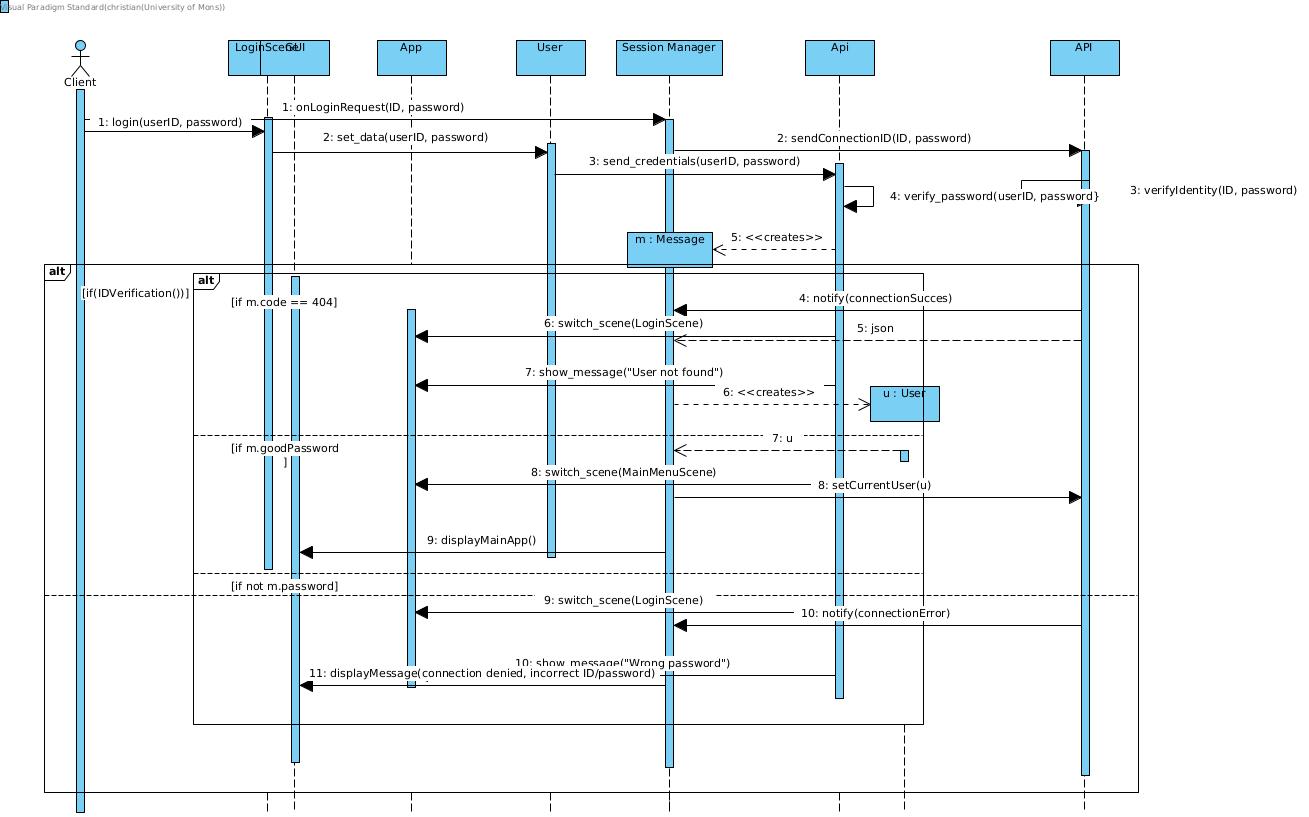 Visual Paradigm Standard(christian(University of Mons))
LoginScene
GUI
App
User
Session Manager
Api
API
Client
1: onLoginRequest(ID, password)
1: login(userID, password)
2: set_data(userID, password)
2: sendConnectionID(ID, password)
3: send_credentials(userID, password)
3: verifyIdentity(ID, password)
4: verify_password(userID, password}
5: <<creates>>
m : Message
alt
alt
[if(IDVerification())]
[if m.code == 404]
4: notify(connectionSucces)
6: switch_scene(LoginScene)
5: json
7: show_message("User not found")
6: <<creates>>
u : User
7: u
[if m.goodPassword
]
8: switch_scene(MainMenuScene)
8: setCurrentUser(u)
9: displayMainApp()
[if not m.password]
9: switch_scene(LoginScene)
10: notify(connectionError)
10: show_message("Wrong password")
11: displayMessage(connection denied, incorrect ID/password)